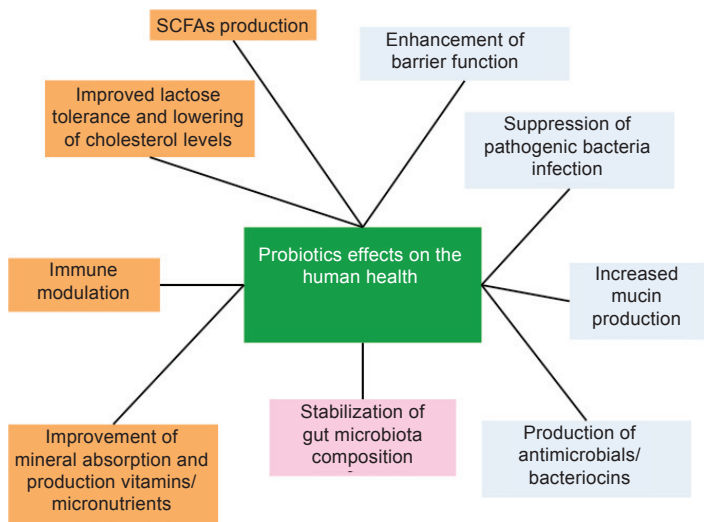 SCFAs production
Enhancement of
barrier function
Improved lactose
tolerance and lowering
of cholesterol levels
Suppression of
pathogenic bacteria
infection
Probiotics effects on the
human health
Immune
modulation
Increased
mucin
production
Stabilization of
gut microbiota
composition
Improvement of
mineral absorption and
production vitamins/
micronutrients
Production of
antimicrobials/
bacteriocins